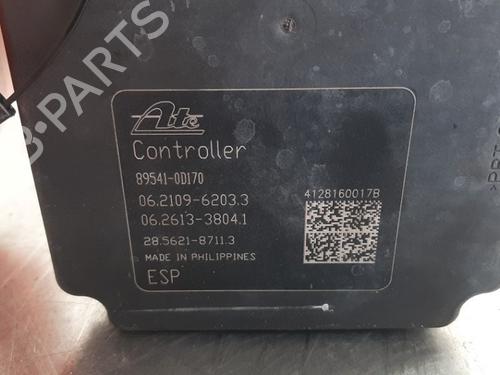 Ate
Controller
89541-0D170
06.2109-6203.3
06.2613-3804.1
28.5621-8711.3
MADE IN PHILIPPINES
ESP
4128160017B
B-PARTS